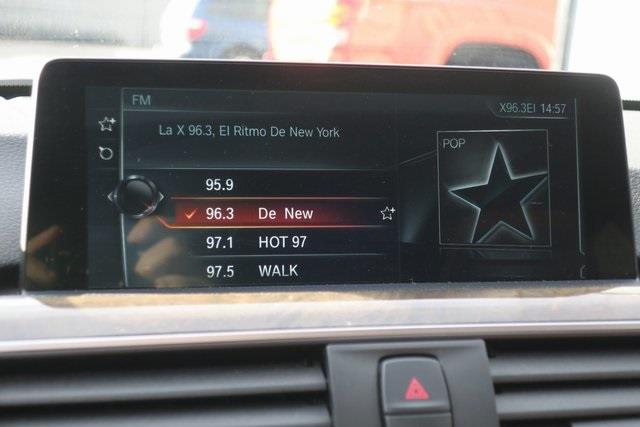 FM
X96.3El 14:57
La X 96.3, El Ritmo De New York
POP
95.9
96.3 De New
97.1 HOT 97
97.5 WALK